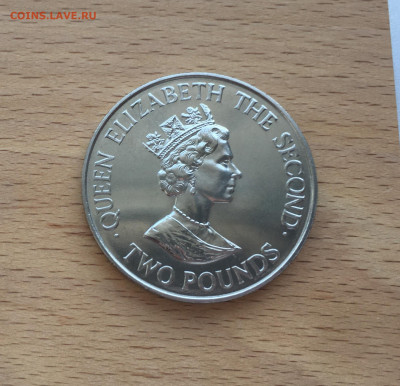 COINS.LAVE.RU
· QUEEN ELIZABETH THE SECOND ·
TWO POUNDS